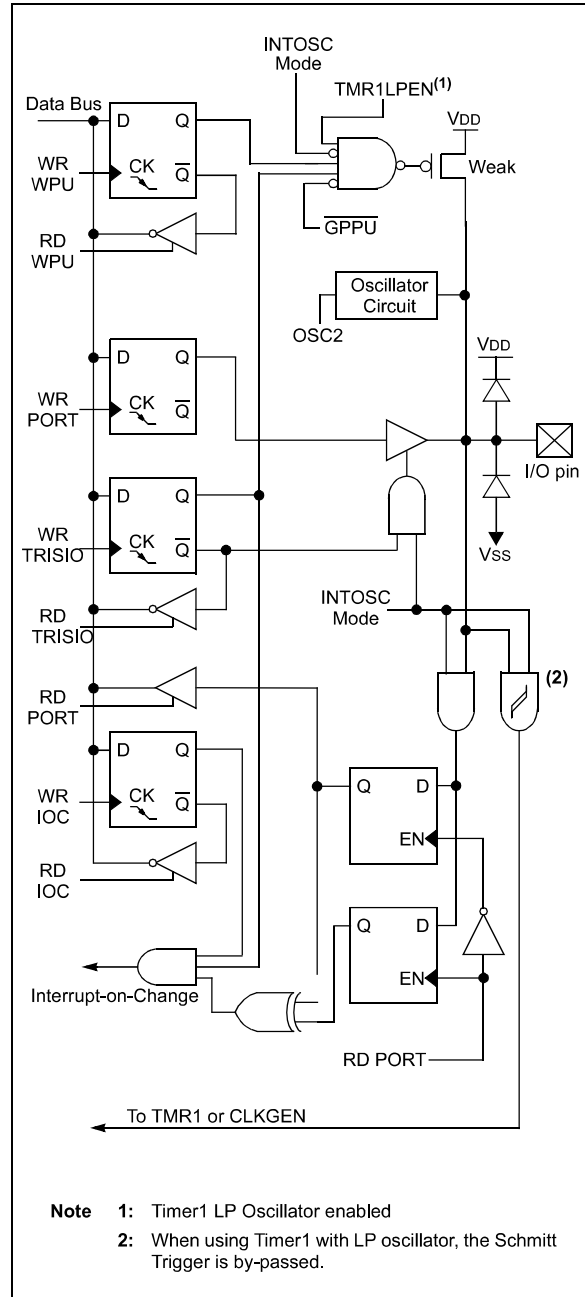 INTOSC
Mode
TMR1LPEN(1)
Data Bus
D Q
VDD
WR
WPU
CK
Q
Weak
RD
WPU
GPPU
Oscillator
Circuit
OSC2
D Q
VDD
WR
PORT
CK
Q
I/O pin
D Q
WR
TRISIO
CK
Q
VSS
INTOSC
Mode
RD
TRISIO
(2)
RD
PORT
D Q
Q D
WR
IOC
CK
Q
EN
RD
IOC
Q D
EN
Interrupt-on-Change
RD PORT
To TMR1 or CLKGEN
Note 1: Timer1 LP Oscillator enabled
2: When using Timer1 with LP oscillator, the Schmitt
Trigger is by-passed.